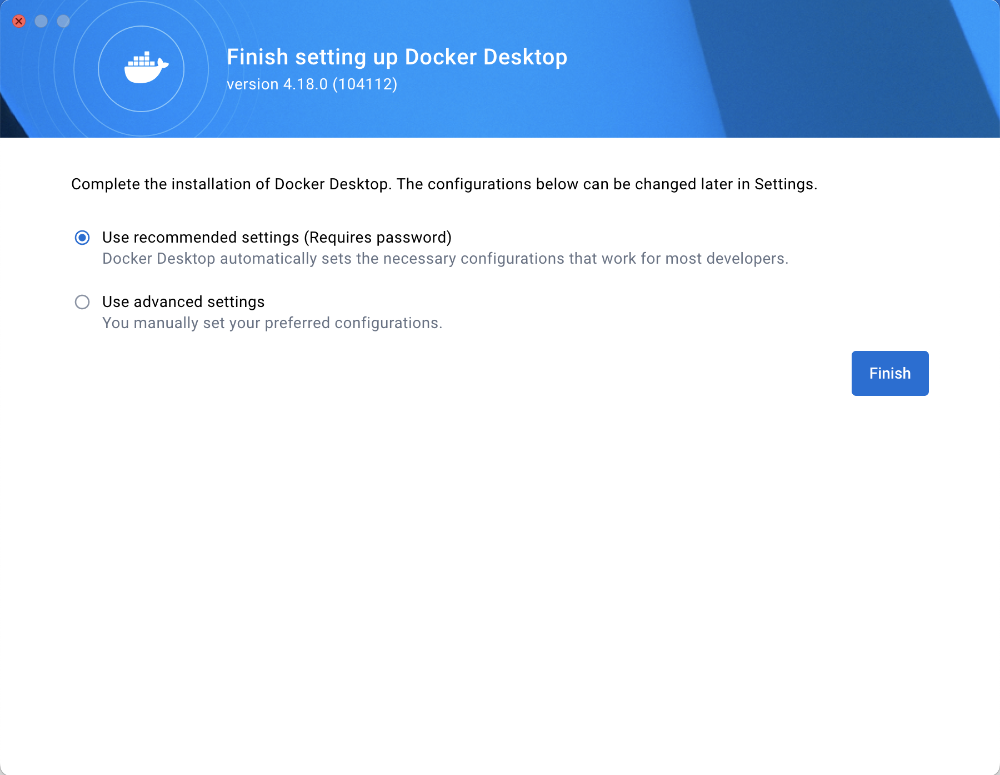 Finish setting up Docker Desktop
version 4.18.0 (104112)
Complete the installation of Docker Desktop. The configurations below can be changed later in Settings.
Use recommended settings (Requires password)
Docker Desktop automatically sets the necessary configurations that work for most developers.
Use advanced settings
You manually set your preferred configurations.
Finish